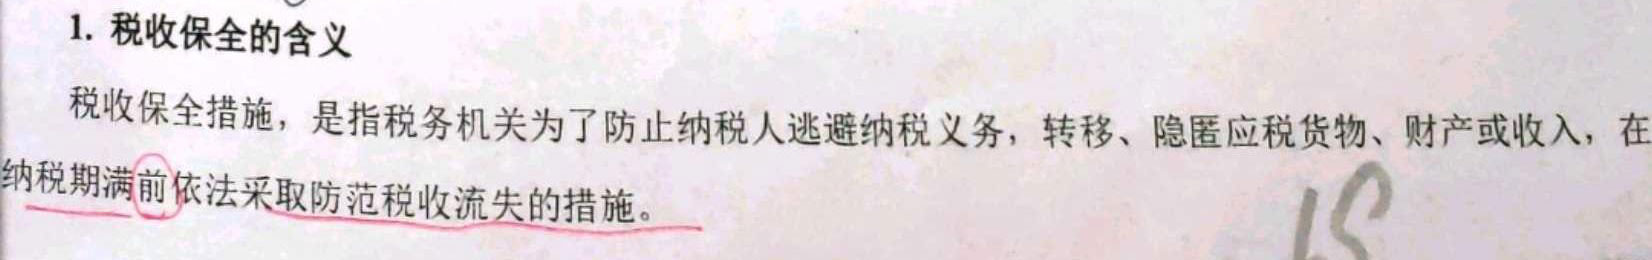 1. 税收保全的含义
税收保全措施，是指税务机关为了防止纳税人逃避纳税义务，转移、隐匿应税货物、财产或收入，在
纳税期满前依法采取防范税收流失的措施。